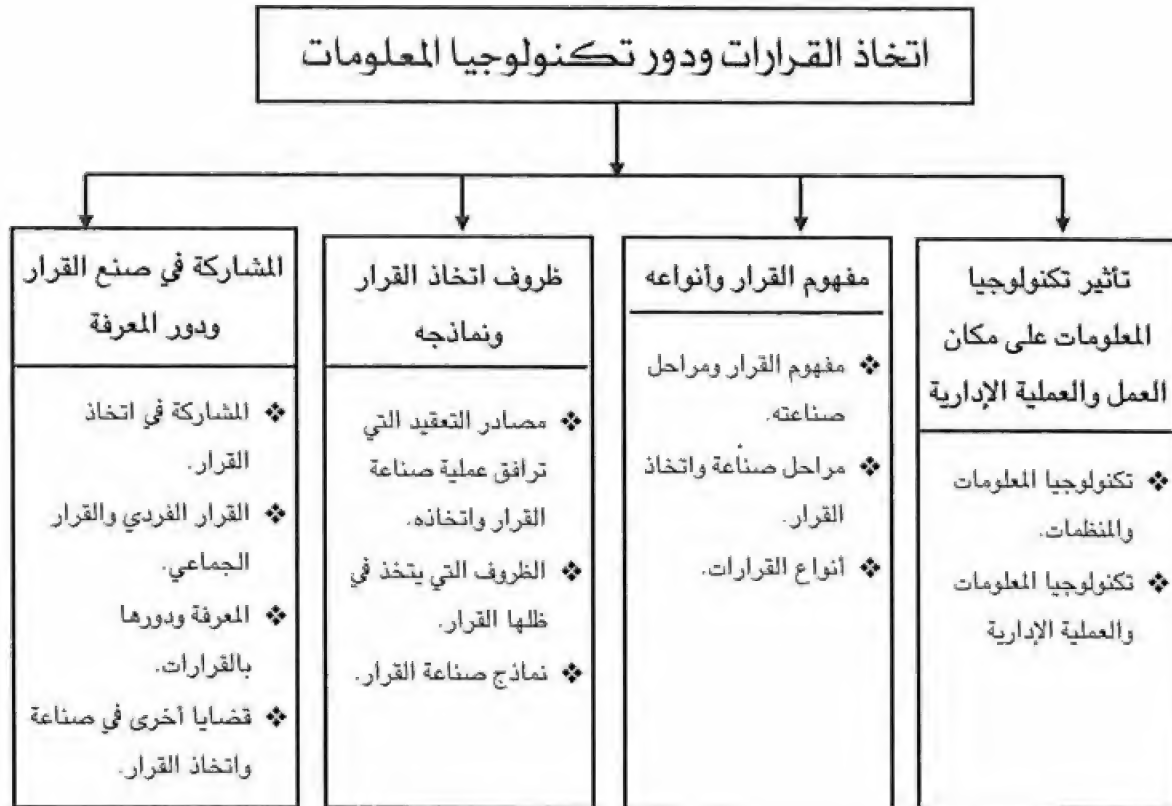 اتخاذ القرارات ودور تكنولوجيا المعلومات
تأثير تكنولوجيا
المعلومات على مكان
العمل والعملية الإدارية
❖ تكنولوجيا المعلومات
والمنظمات.
❖ تكنولوجيا المعلومات
والعملية الإدارية
مفهوم القرار وأنواعه
❖ مفهوم القرار ومراحل
صناعته.
❖ مراحل صناعة واتخاذ
القرار.
❖ أنواع القرارات.
ظروف اتخاذ القرار
ونماذجه
❖ مصادر التعقيد التي
ترافق عملية صناعة
القرار واتخاذه.
❖ الظروف التي يتخذ في
ظلها القرار.
❖ نماذج صناعة القرار.
المشاركة في صنع القرار
ودور المعرفة
❖ المشاركة في اتخاذ
القرار.
❖ القرار الفردي والقرار
الجماعي.
❖ المعرفة ودورها
بالقرارات.
❖ قضايا أخرى في صناعة
واتخاذ القرار.